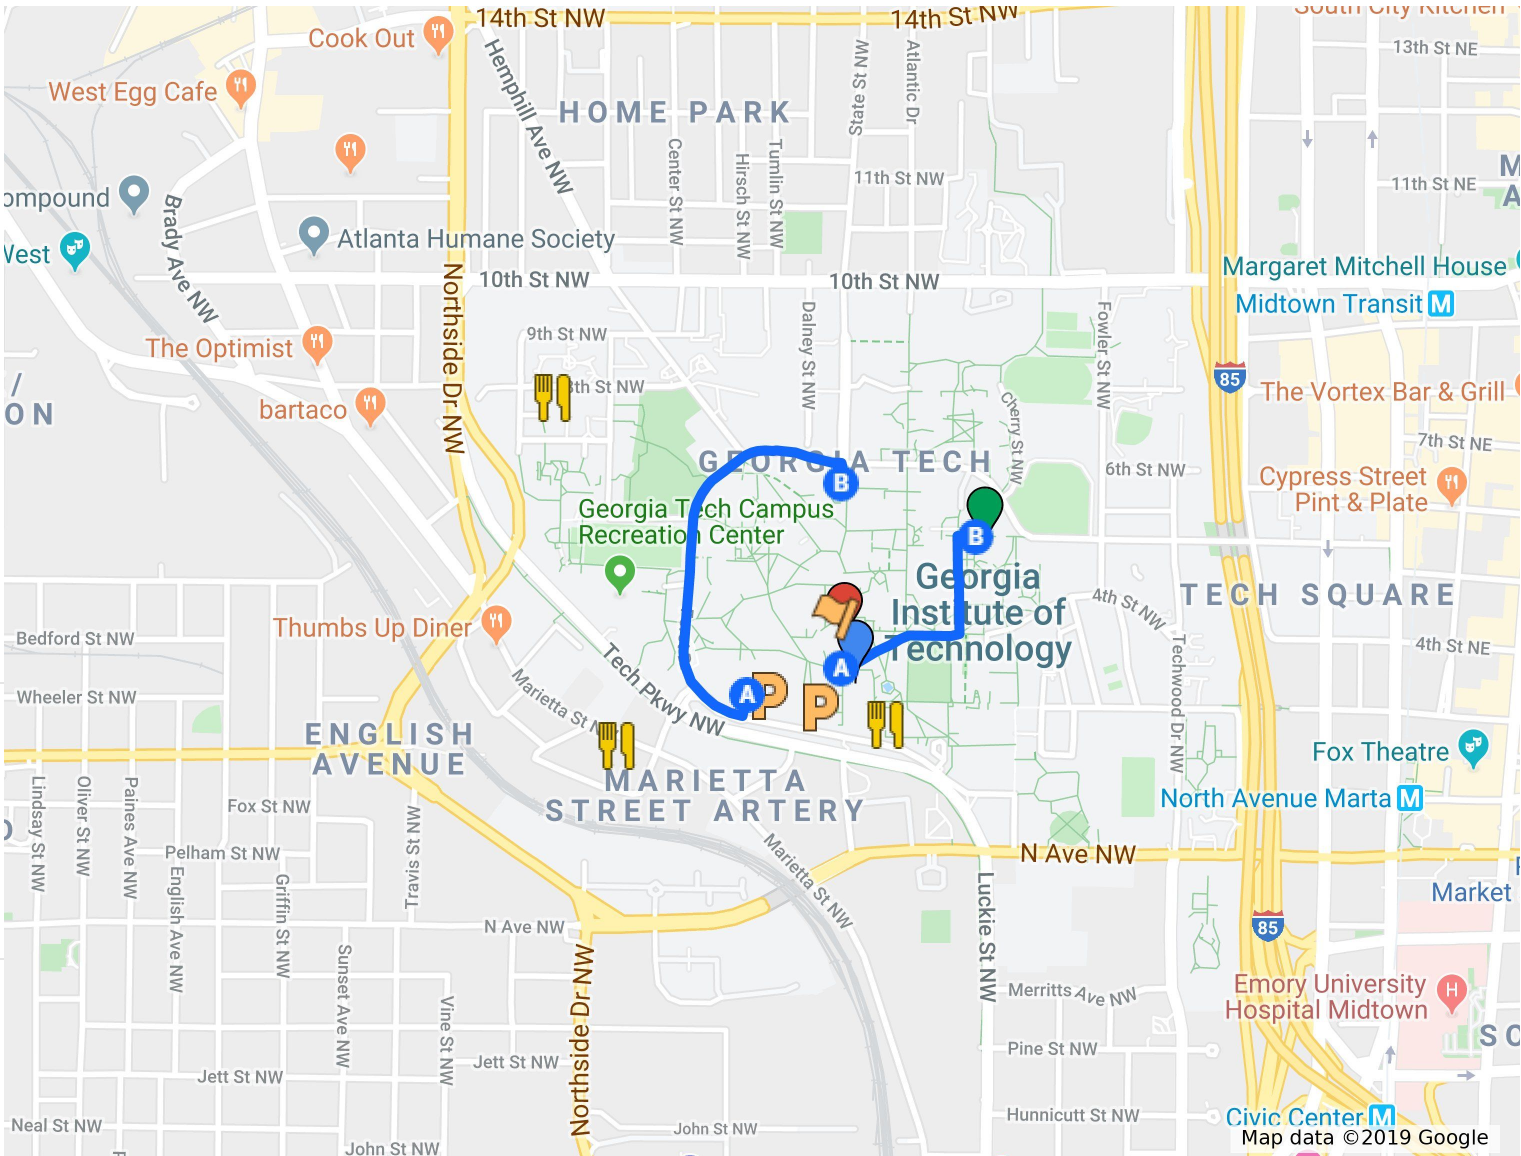 14th St NW
14th St NW
South City Kitchen
Cook Out
13th St NE
Hemphill Ave NW
State St NW
Atlantic Dr
West Egg Cafe
HOME PARK
Center St NW
Hirsch St NW
Tumlin St NW
11th St NW
11th St NE
M
A
ompound
Brady Ave NW
Atlanta Humane Society
West
10th St NW
10th St NW
Margaret Mitchell House
Midtown Transit M
Northside Dr NW
9th St NW
Dalney St NW
Fowler St NW
The Optimist
85
8th St NW
The Vortex Bar & Grill
/
ON
bartaco
Cherry St NW
7th St NE
GEORGIA TECH
6th St NW
B
Cypress Street
Pint & Plate
Georgia Tech Campus
Recreation Center
B
Georgia
Institute of
Technology
TECH SQUARE
4th St NW
Thumbs Up Diner
Bedford St NW
4th St NE
Tech Pkwy NW
A
Techwood Dr NW
Wheeler St NW
Marietta St NW
A P
P
ENGLISH
AVENUE
Fox Theatre
MARIETTA
STREET ARTERY
North Avenue Marta M
Lindsay St NW
Oliver St NW
Paines Ave NW
Fox St NW
Travis St NW
Pelham St NW
N Ave NW
Marietta St NW
English Ave NW
Griffin St NW
Luckie St NW
Market
N Ave NW
85
Sunset Ave NW
Northside Dr NW
Vine St NW
Merritts Ave NW
Emory University
Hospital Midtown
H
SO
Pine St NW
Jett St NW
Jett St NW
Neal St NW
John St NW
John St NW
Hunnicutt St NW
Civic Center M
Map data ©2019 Google